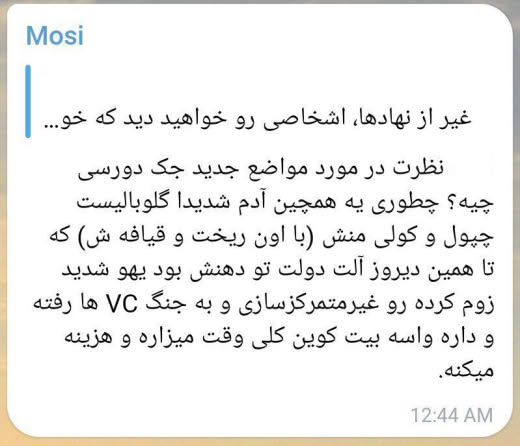 Mosi
غیر از نهادها، اشخاصی رو خواهید دید که خو...
نظرت در مورد مواضع جدید جک دورسی
چیه؟ چطوری یه همچین آدم شدیدا گلوبالیست
چپول و کولی منش (با اون ریخت و قیافه ش) که
تا همین دیروز آلت دولت تو دهنش بود یهو شدید
زوم کرده رو غیرمتمرکزسازی و به جنگ VC ها رفته
و داره واسه بیت کوین کلی وقت میزاره و هزینه
میکنه.
12:44 AM